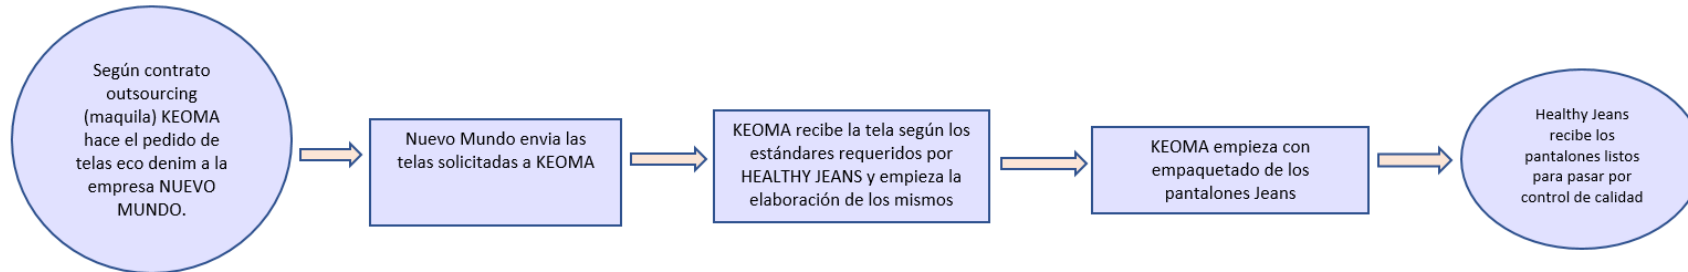 Según contrato
outsourcing
(maquila) KEOMA
hace el pedido de
telas eco denim a la
empresa NUEVO
MUNDO.
Nuevo Mundo envia las
telas solicitadas a KEOMA
KEOMA recibe la tela según los
estándares requeridos por
HEALTHY JEANS y empieza la
elaboración de los mismos
KEOMA empieza con
empaquetado de los
pantalones Jeans
Healthy Jeans
recibe los
pantalones listos
para pasar por
control de calidad